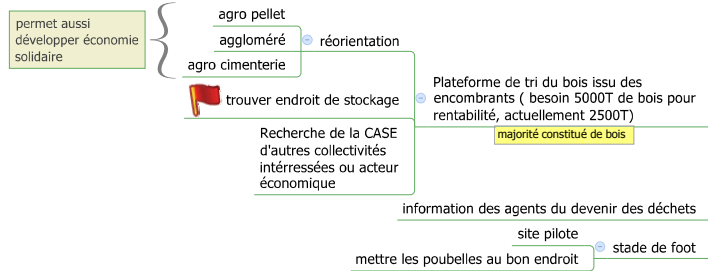 permet aussi
développer économie
solidaire
agro pellet
aggloméré
agro cimenterie
réorientation
trouver endroit de stockage
Recherche de la CASE
d'autres collectivités
intérressées ou acteur
économique
Plateforme de tri du bois issu des
encombrants ( besoin 5000T de bois pour
rentabilité, actuellement 2500T)
majorité constitué de bois
information des agents du devenir des déchets
site pilote
mettre les poubelles au bon endroit
stade de foot